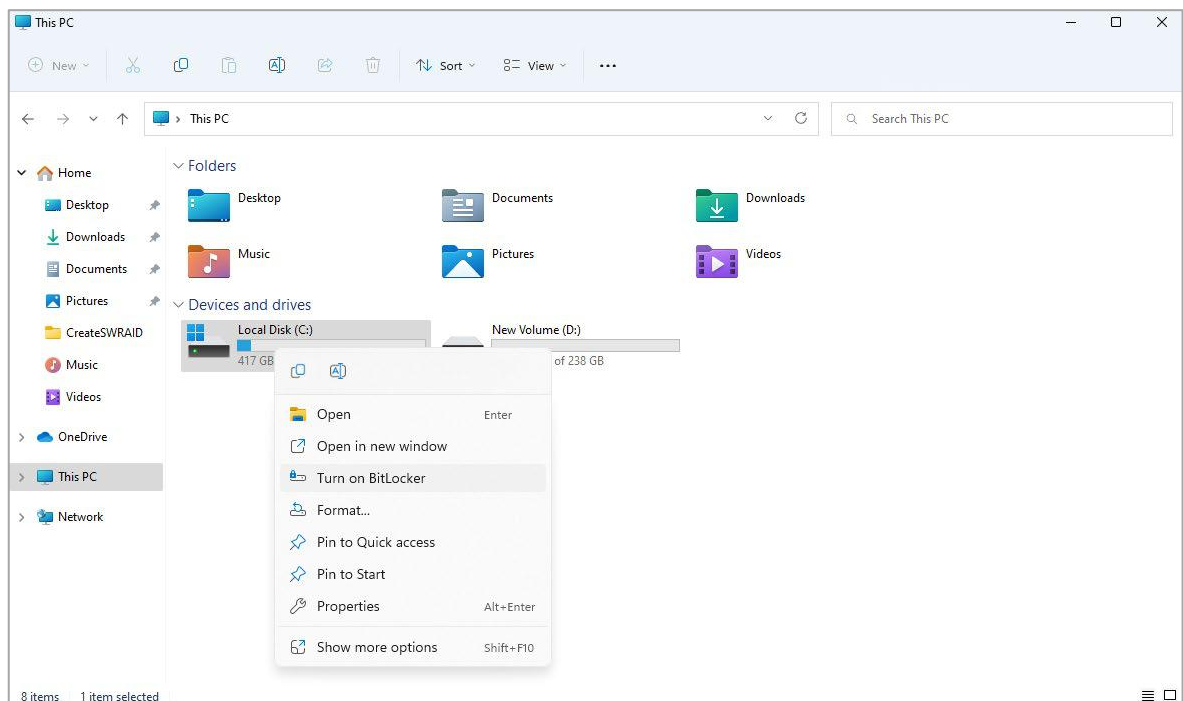 This PC
New
Sort
View
This PC
Search This PC
Home
Desktop
Downloads
Documents
Pictures
CreateSWRAID
Music
Videos
OneDrive
This PC
Network
Folders
Desktop
Documents
Downloads
Music
Pictures
Videos
Devices and drives
Local Disk (C:)
417 GB
New Volume (D:)
of 238 GB
Open Enter
Open in new window
Turn on BitLocker
Format...
Pin to Quick access
Pin to Start
Properties Alt+Enter
Show more options Shift+F10
8 items 1 item selected